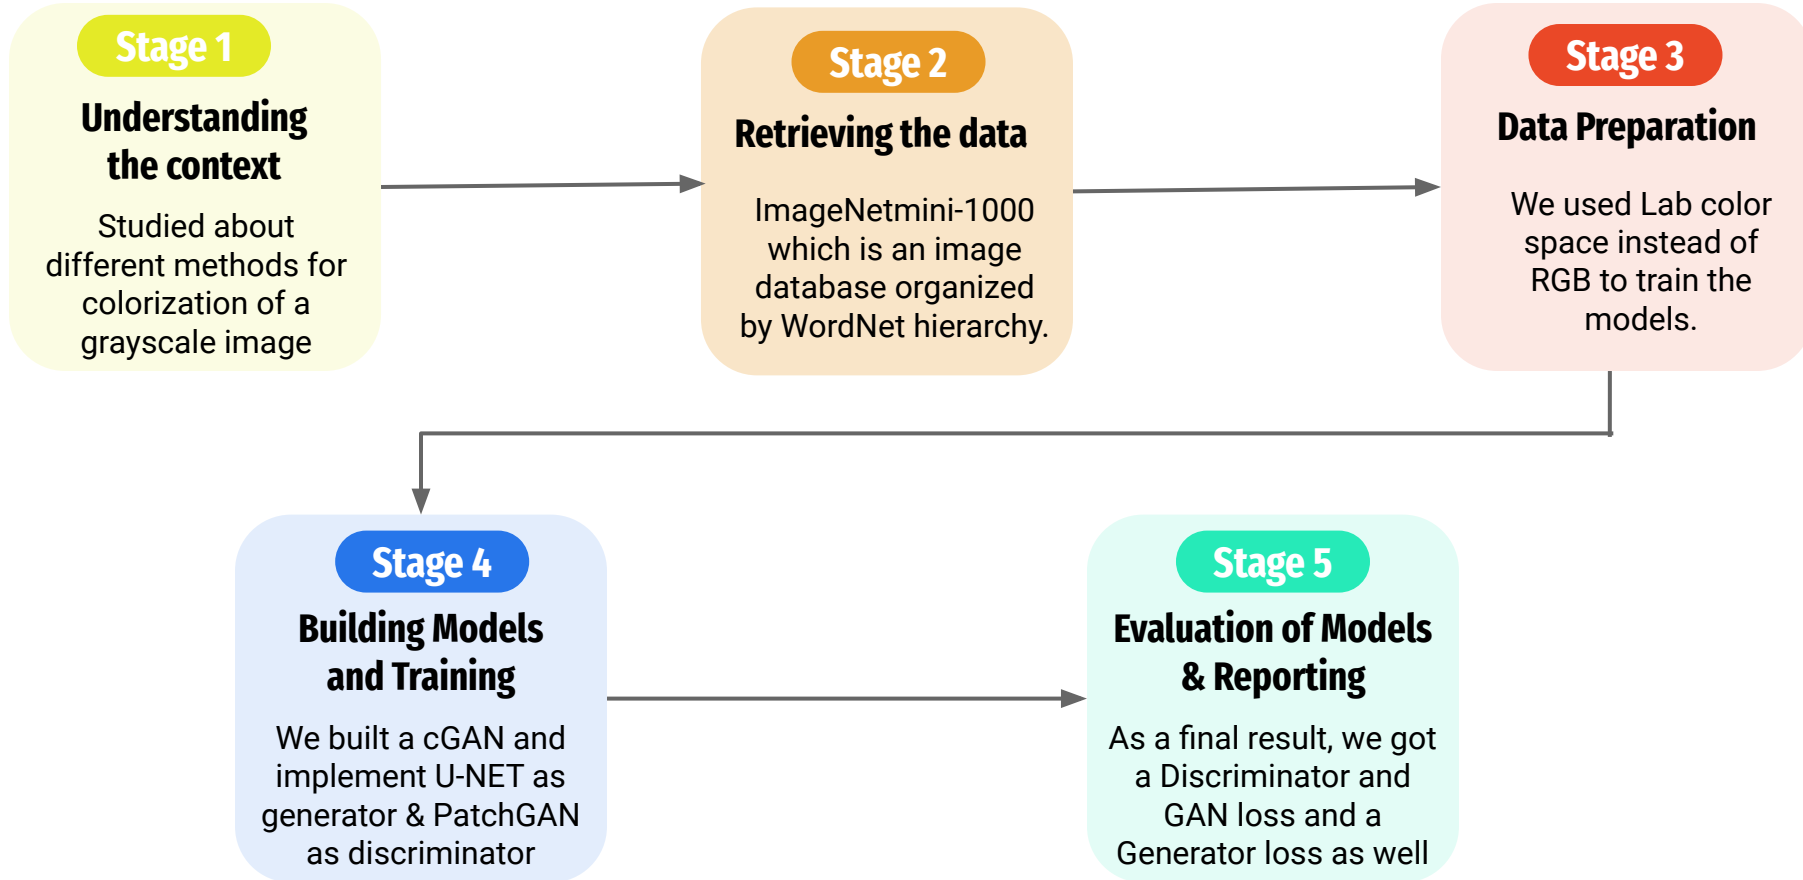 Stage 1
Understanding
the context
Studied about
different methods for
colorization of a
grayscale image
Stage 2
Retrieving the data
ImageNetmini-1000
which is an image
database organized
by WordNet hierarchy.
Stage 3
Data Preparation
We used Lab color
space instead of
RGB to train the
models.
Stage 4
Building Models
and Training
We built a cGAN and
implement U-NET as
generator & PatchGAN
as discriminator
Stage 5
Evaluation of Models
& Reporting
As a final result, we got
a Discriminator and
GAN loss and a
Generator loss as well